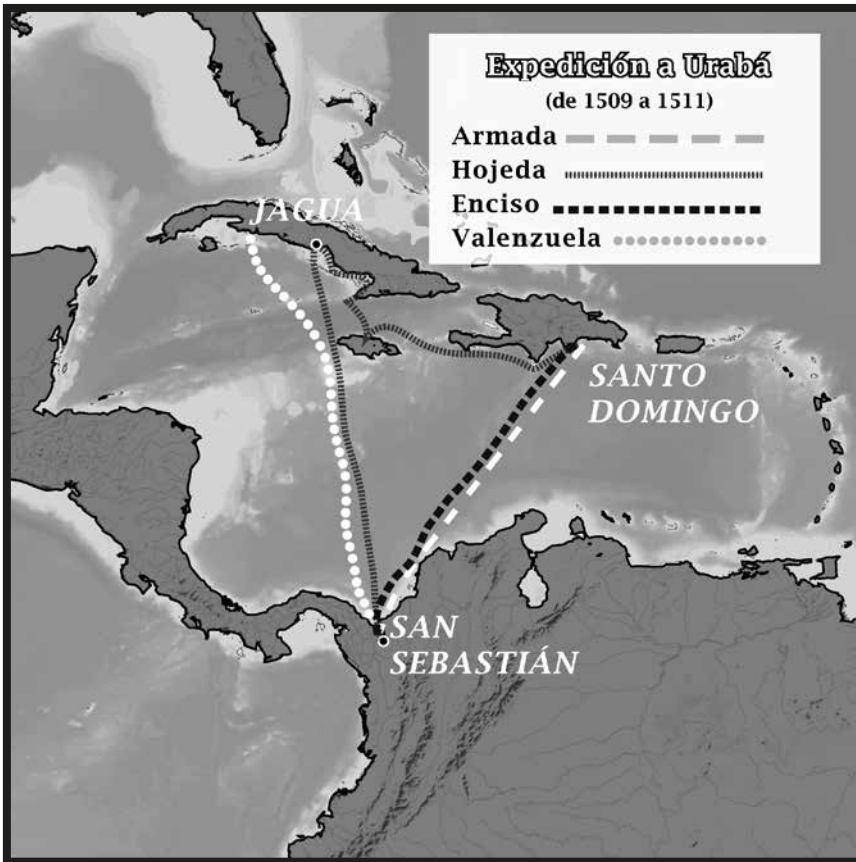 Expedición a Urabá
(de 1509 a 1511)
Armada
Hojeda
Enciso
Valenzuela
JAGUA
SANTO
DOMINGO
SAN
SEBASTIÁN